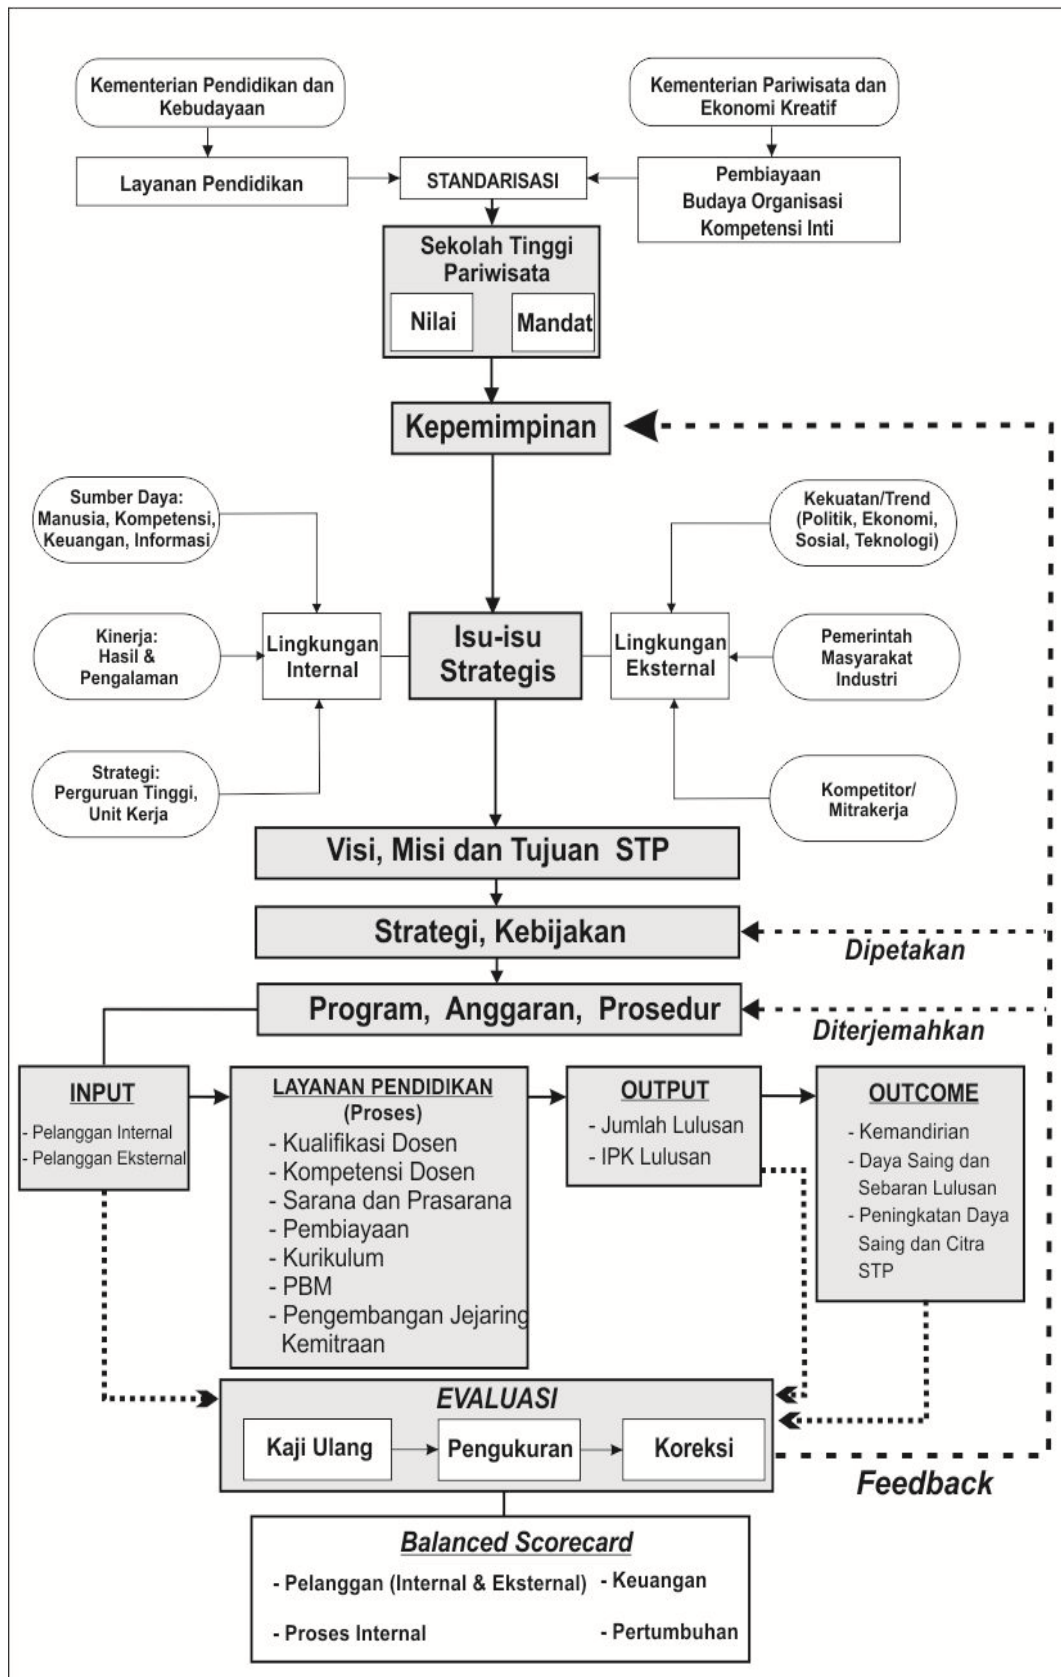 Kementerian Pendidikan dan
Kebudayaan
Kementerian Pariwisata dan
Ekonomi Kreatif
Layanan Pendidikan
STANDARISASI
Pembiayaan
Budaya Organisasi
Kompetensi Inti
Sekolah Tinggi
Pariwisata
Nilai
Mandat
Kepemimpinan
Sumber Daya:
Manusia, Kompetensi,
Keuangan, Informasi
Kekuatan/Trend
(Politik, Ekonomi,
Sosial, Teknologi)
Kinerja:
Hasil &
Pengalaman
Lingkungan
Internal
Isu-isu
Strategis
Lingkungan
Eksternal
Pemerintah
Masyarakat
Industri
Strategi:
Perguruan Tinggi,
Unit Kerja
Kompetitor/
Mitrakerja
Visi, Misi dan Tujuan STP
Strategi, Kebijakan
Dipetakan
Program, Anggaran, Prosedur
Diterjemahkan
INPUT
- Pelanggan Internal
- Pelanggan Eksternal
LAYANAN PENDIDIKAN
(Proses)
- Kualifikasi Dosen
- Kompetensi Dosen
- Sarana dan Prasarana
- Pembiayaan
- Kurikulum
- PBM
- Pengembangan Jejaring
Kemitraan
OUTPUT
- Jumlah Lulusan
- IPK Lulusan
OUTCOME
- Kemandirian
- Daya Saing dan
Sebaran Lulusan
- Peningkatan Daya
Saing dan Citra
STP
EVALUASI
Kaji Ulang
Pengukuran
Koreksi
Feedback
Balanced Scorecard
- Pelanggan (Internal & Eksternal)
- Keuangan
- Proses Internal
- Pertumbuhan